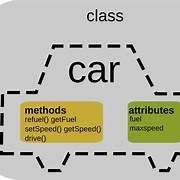 class
car
methods
refuel() getFuel
setSpeed() getSpeed()
drive()
attributes
fuel
maxspeed